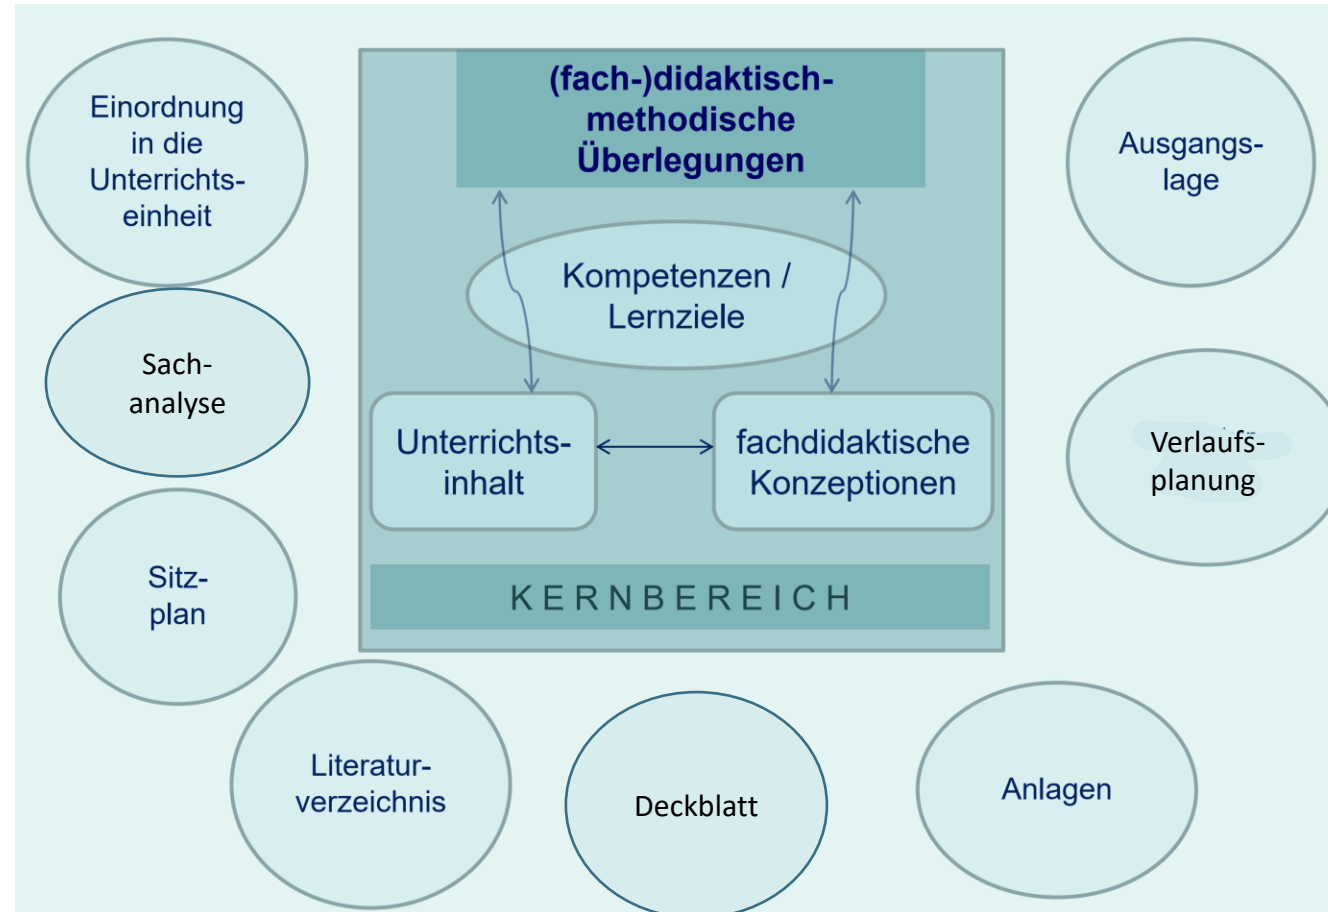 Einordnung
in die
Unterrichts-
einheit
(fach-)didaktisch-
methodische
Überlegungen
Ausgangs-
lage
Kompetenzen /
Lernziele
Sach-
analyse
Unterrichts-
inhalt
fachdidaktische
Konzeptionen
Verlaufs-
planung
Sitz-
plan
KERNBEREICH
Literatur-
verzeichnis
Deckblatt
Anlagen